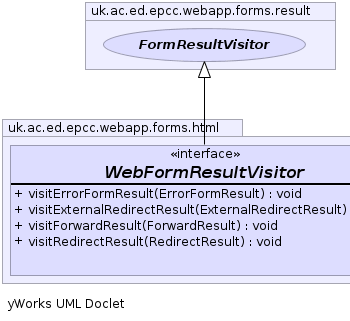 uk.ac.ed.epcc.webapp.forms.result
FormResultVisitor
uk.ac.ed.epcc.webapp.forms.html
«interface»
WebFormResultVisitor
+ visitErrorFormResult(ErrorFormResult) : void
+ visitExternalRedirectResult(ExternalRedirectResult)
+ visitForwardResult(ForwardResult) : void
+ visitRedirectResult(RedirectResult) : void
yWorks UML Doclet